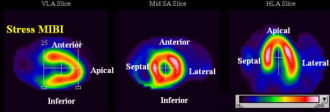 VLA Slice
Mid SA Slice
HLA Slice
Stress MIBI
25
Anterior
Apical
Inferior
Anterior
Septal
Lateral
Inferior
Apical
Septal
Lateral